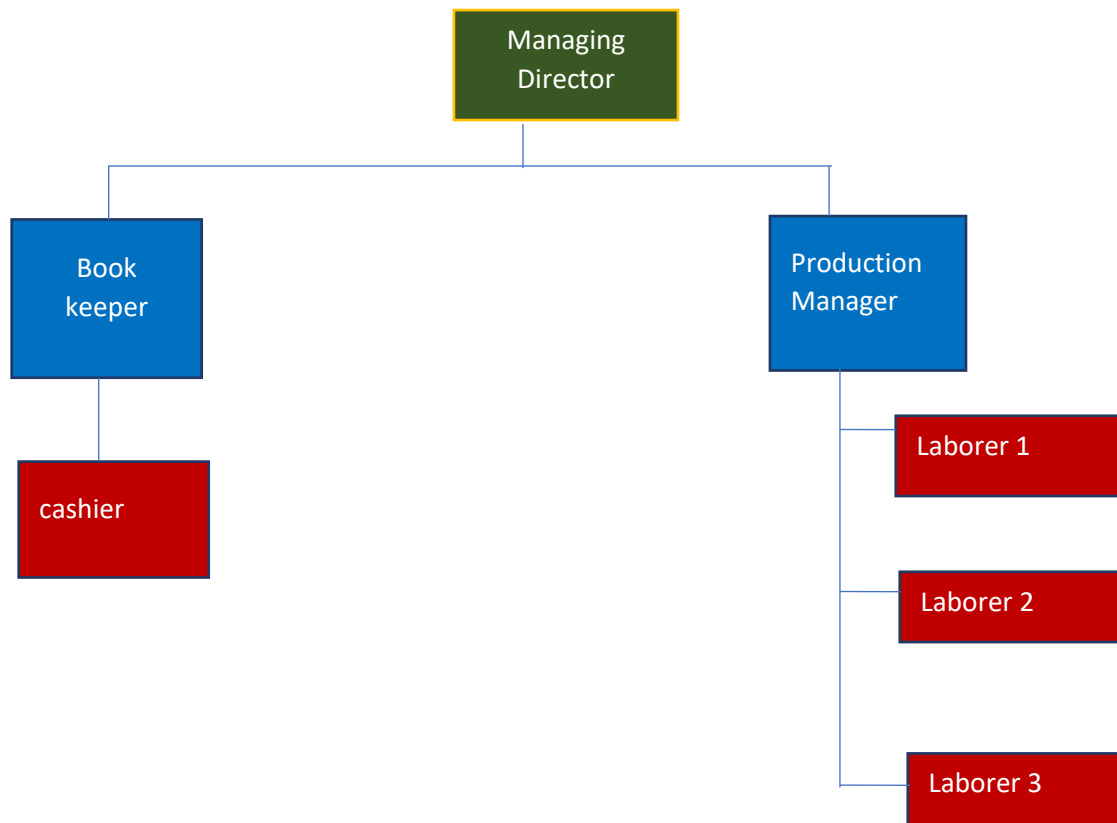 Managing
Director
Book
keeper
Production
Manager
cashier
Laborer 1
Laborer 2
Laborer 3